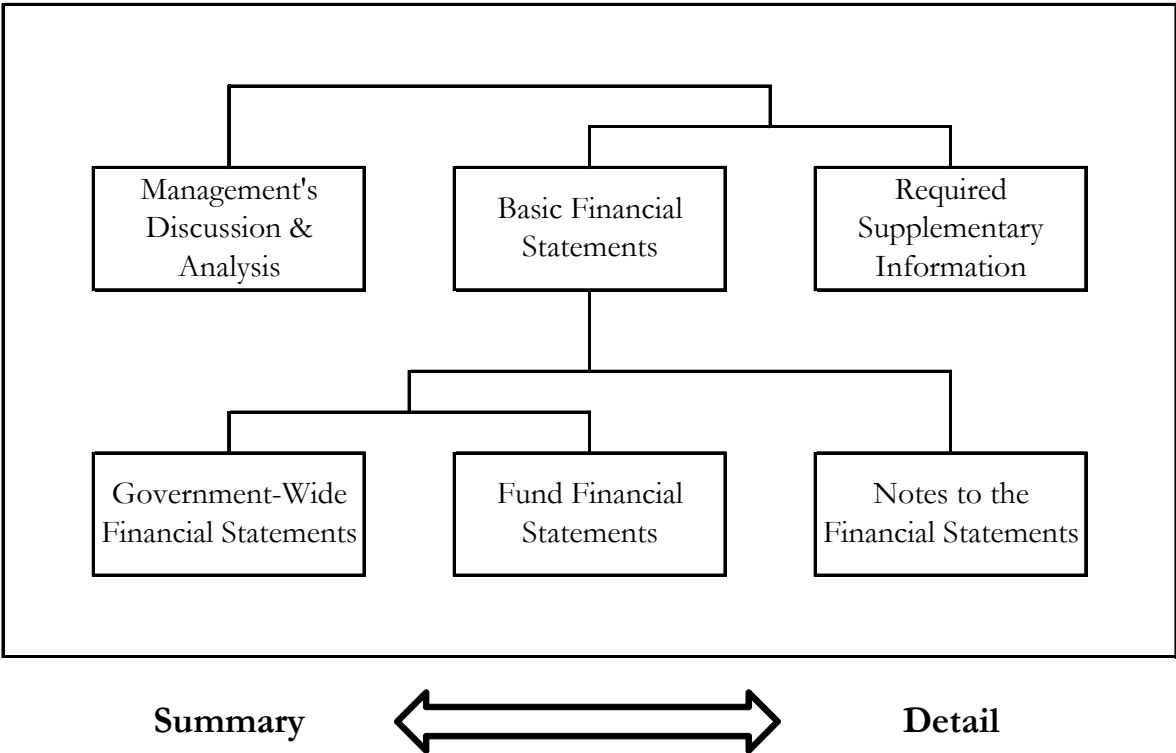 Management's
Discussion &
Analysis
Basic Financial
Statements
Required
Supplementary
Information
Government-Wide
Financial Statements
Fund Financial
Statements
Notes to the
Financial Statements
Summary
Detail